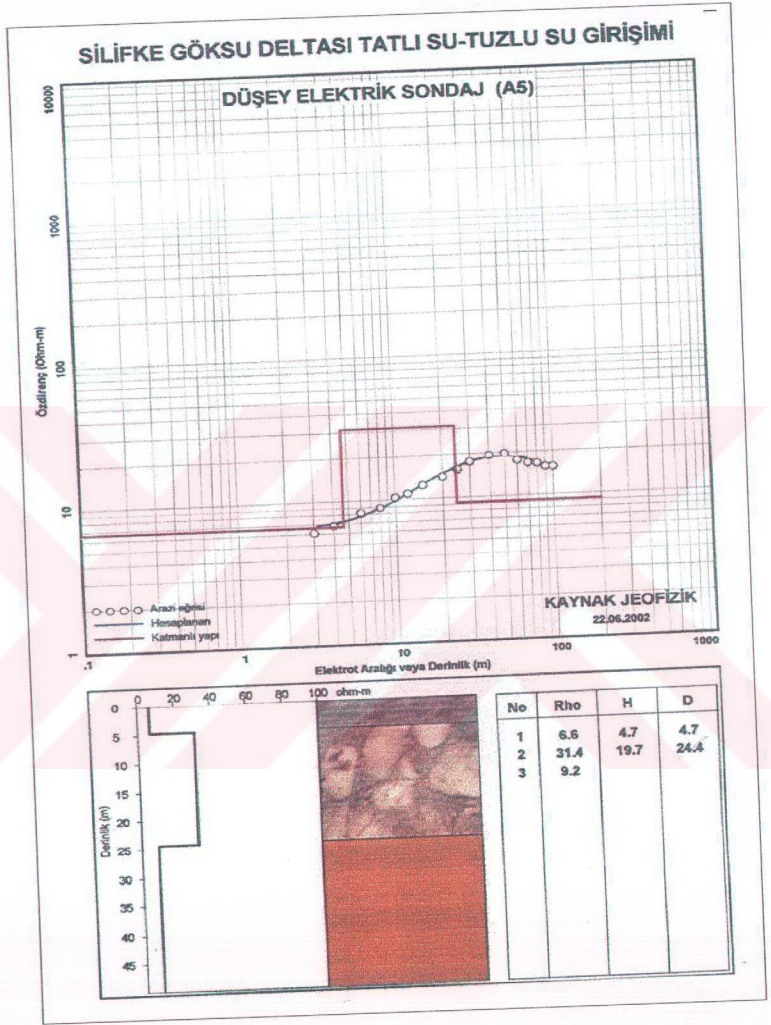 SİLİFKE GÖKSU DELTASI TATLI SU-TUZLU SU GİRİŞİMİ
DÜŞEY ELEKTRİK SONDAJ (A5)
10000
1000
100
10
1
Özdirenç (Ohm-m)
Arazi eğrisi
Hesaplanan
Katmanlı yapı
KAYNAK JEOFİZİK
22.06.2002
.1 1 10 100 1000
Elektrot Aralığı veya Derinlik (m)
0 20 40 60 80 100 ohm-m
Derinlik (m)
0
5
10
15
20
25
30
35
40
45
No Rho H D
1 6.6 4.7 4.7
2 31.4 19.7 24.4
3 9.2